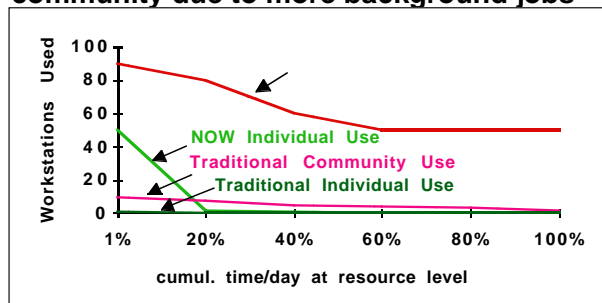 community due to more background jobs
Workstations Used
100
80
60
40
20
0
NOW Individual Use
Traditional Community Use
Traditional Individual Use
1% 20% 40% 60% 80% 100%
cumul. time/day at resource level